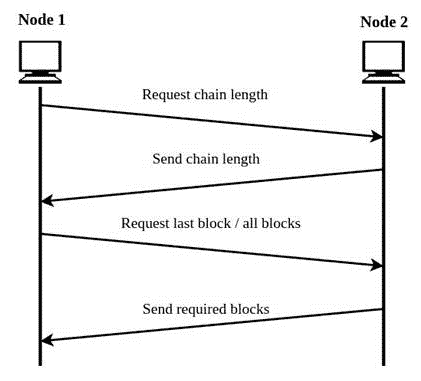 Node 1
Node 2
Request chain length
Send chain length
Request last block / all blocks
Send required blocks